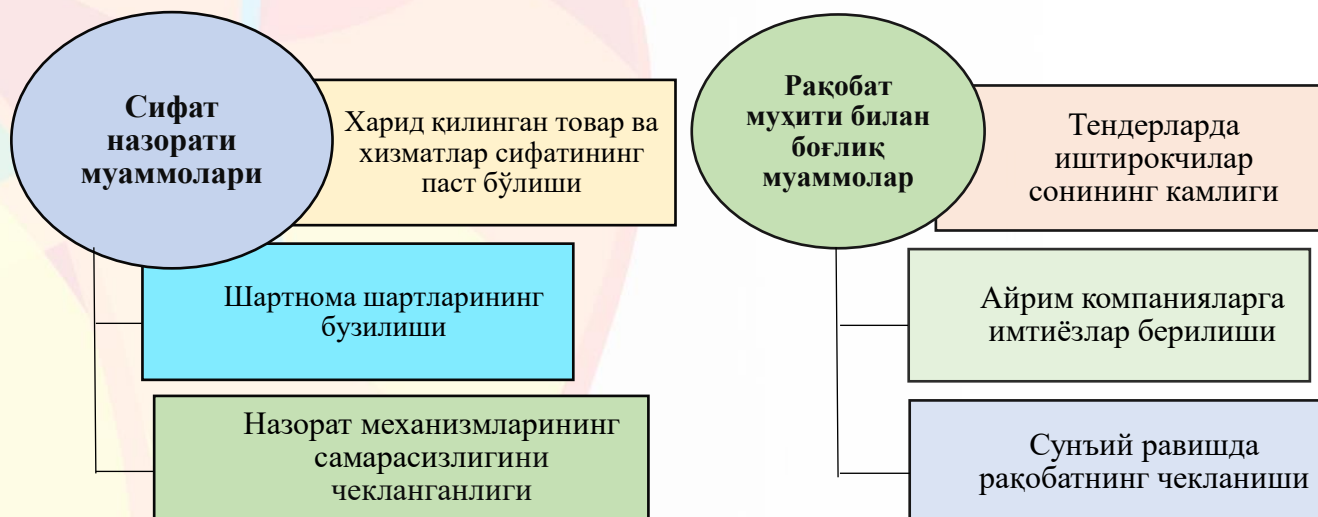 Сифат
назорати
муаммолари
Харид қилинган товар ва
хизматлар сифатининг
паст бўлиши
Шартнома шартларининг
бузилиши
Назорат механизмларининг
самарасизлигини
чекланганлиги
Рақобат
муҳити билан
боғлиқ
муаммолар
Тендерларда
иштирокчилар
сонининг камлиги
Айрим компанияларга
имтиёзлар берилиши
Сунъий равишда
рақобатнинг чекланиши